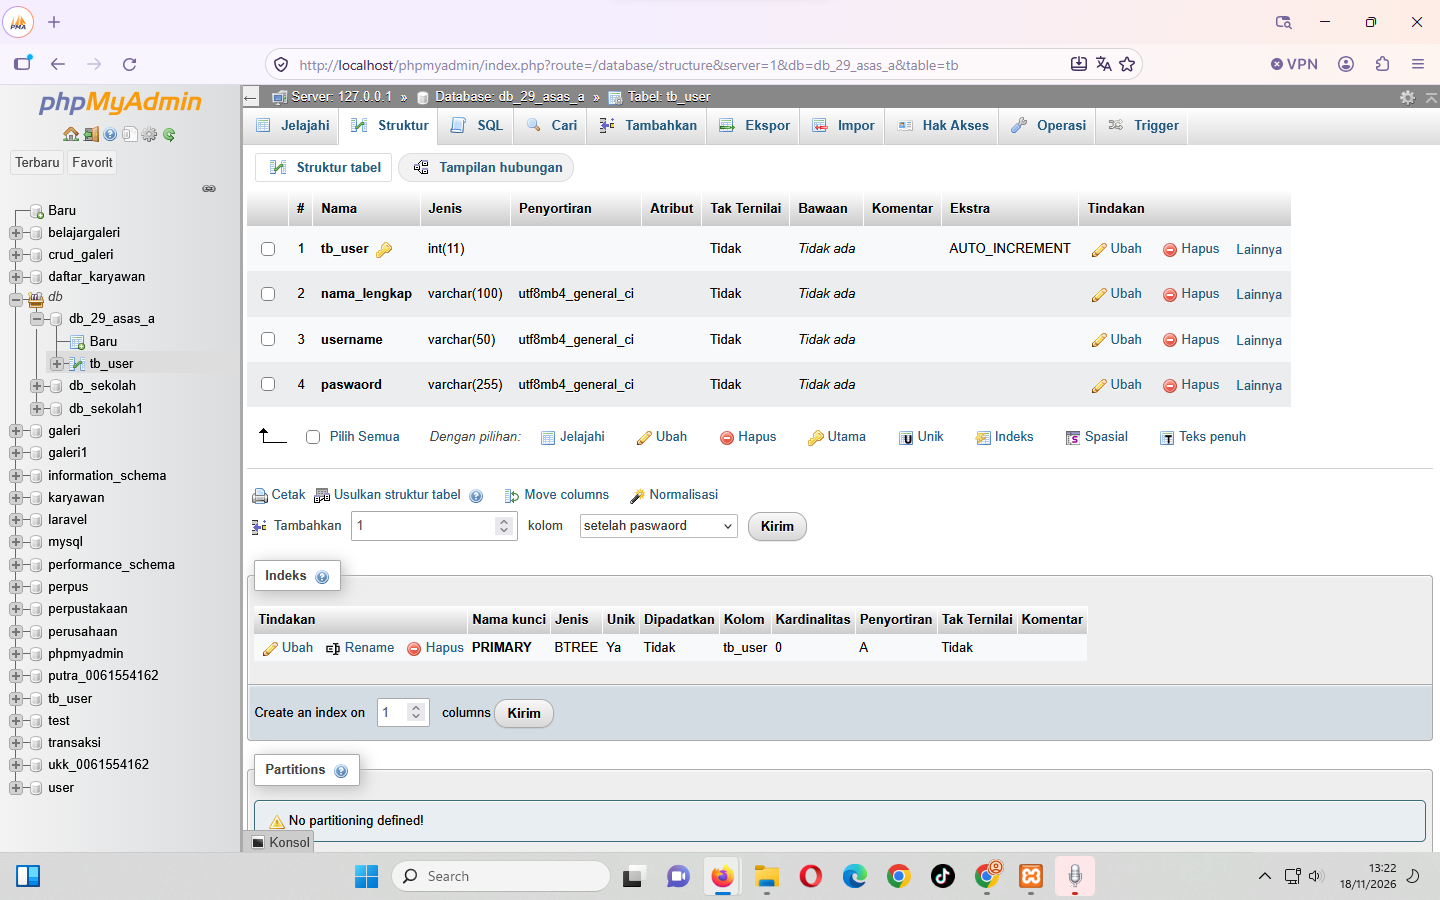 PMA
http://localhost/phpmyadmin/index.php?route=/database/structure&server=1&db=db_29_asas_a&table=tb
VPN
phpMyAdmin
Terbaru
Favorit
Baru
belajargaleri
crud_galeri
daftar_karyawan
db
db_29_asas_a
Baru
tb_user
db_sekolah
db_sekolah1
galeri
galeri1
information_schema
karyawan
laravel
mysql
performance_schema
perpus
perpustakaan
perusahaan
phpmyadmin
putra_0061554162
tb_user
test
transaksi
ukk_0061554162
user
Server: 127.0.0.1 » Database: db_29_asas_a » Tabel: tb_user
Jelajahi Struktur SQL Cari Tambahkan Ekspor Impor Hak Akses Operasi Trigger
Struktur tabel Tampilan hubungan
# Nama Jenis Penyortiran Atribut Tak Ternilai Bawaan Komentar Ekstra Tindakan
1 tb_user int(11) Tidak Tidak ada AUTO_INCREMENT Ubah Hapus Lainnya
2 nama_lengkap varchar(100) utf8mb4_general_ci Tidak Tidak ada Ubah Hapus Lainnya
3 username varchar(50) utf8mb4_general_ci Tidak Tidak ada Ubah Hapus Lainnya
4 paswaord varchar(255) utf8mb4_general_ci Tidak Tidak ada Ubah Hapus Lainnya
Pilih Semua Dengan pilihan: Jelajahi Ubah Hapus Utama Unik Indeks Spasial Teks penuh
Cetak Usulkan struktur tabel Move columns Normalisasi
Tambahkan 1 kolom setelah paswaord Kirim
Indeks
Tindakan Nama kunci Jenis Unik Dipadatkan Kolom Kardinalitas Penyortiran Tak Ternilai Komentar
Ubah Rename Hapus PRIMARY BTREE Ya Tidak tb_user 0 A Tidak
Create an index on 1 columns Kirim
Partitions
No partitioning defined!
Konsol
Search
13:22
18/11/2026